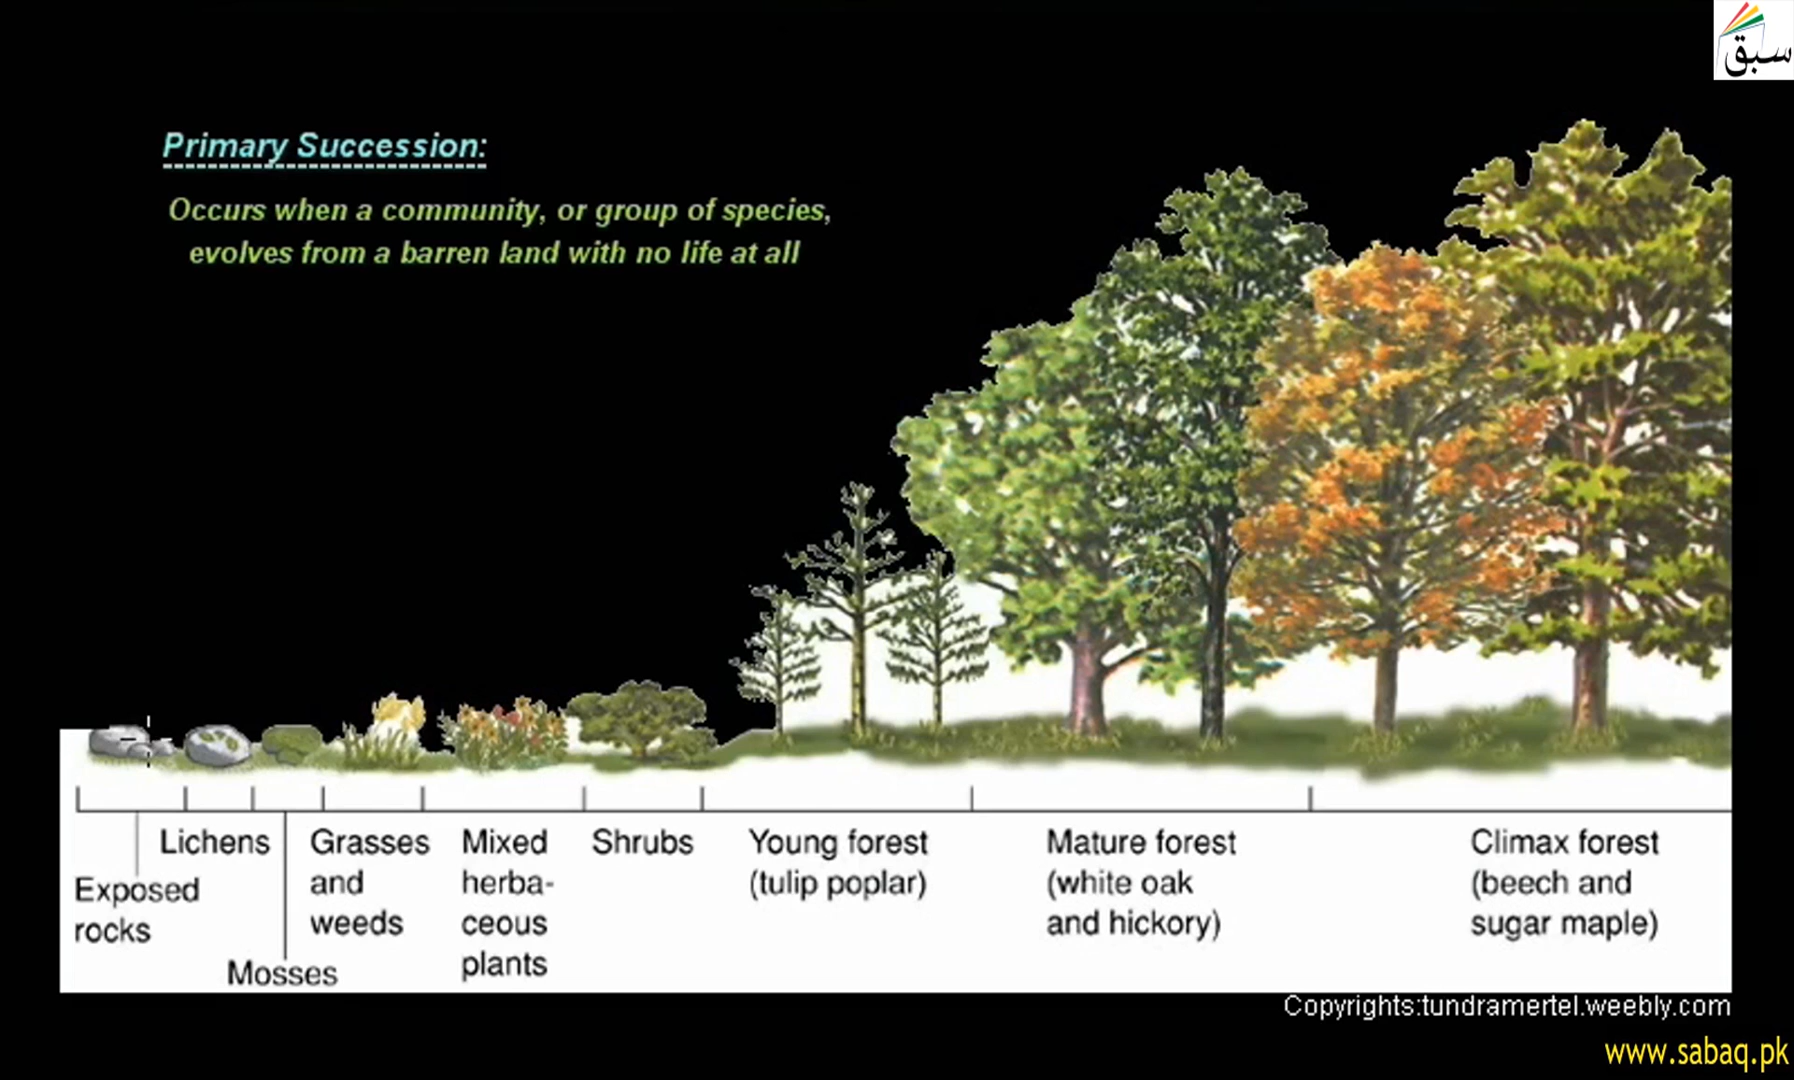 سبق
Primary Succession:
Occurs when a community, or group of species,
evolves from a barren land with no life at all
Exposed
rocks
Lichens
Mosses
Grasses
and
weeds
Mixed
herba-
ceous
plants
Shrubs
Young forest
(tulip poplar)
Mature forest
(white oak
and hickory)
Climax forest
(beech and
sugar maple)
Copyrights:tundramertel.weebly.com
www.sabaq.pk